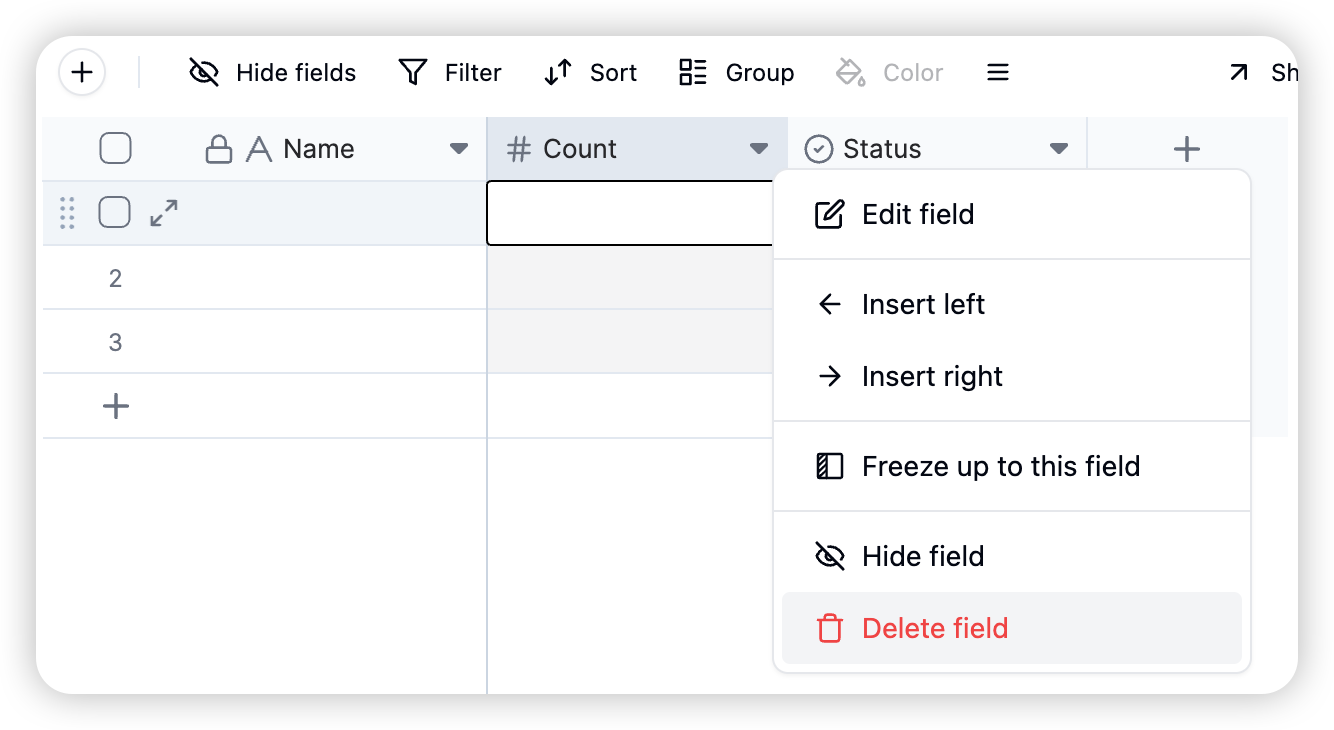 Hide fields Filter Sort Group Color Sh
Name # Count Status
Edit field
Insert left
2
Insert right
3
Freeze up to this field
Hide field
Delete field